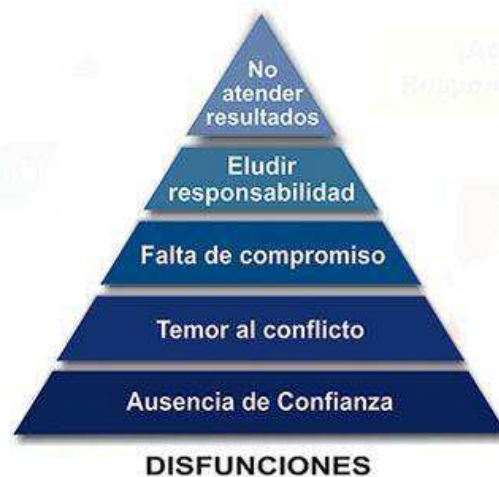 No
atender
resultados
Eludir
responsabilidad
Falta de compromiso
Temor al conflicto
Ausencia de Confianza
DISFUNCIONES